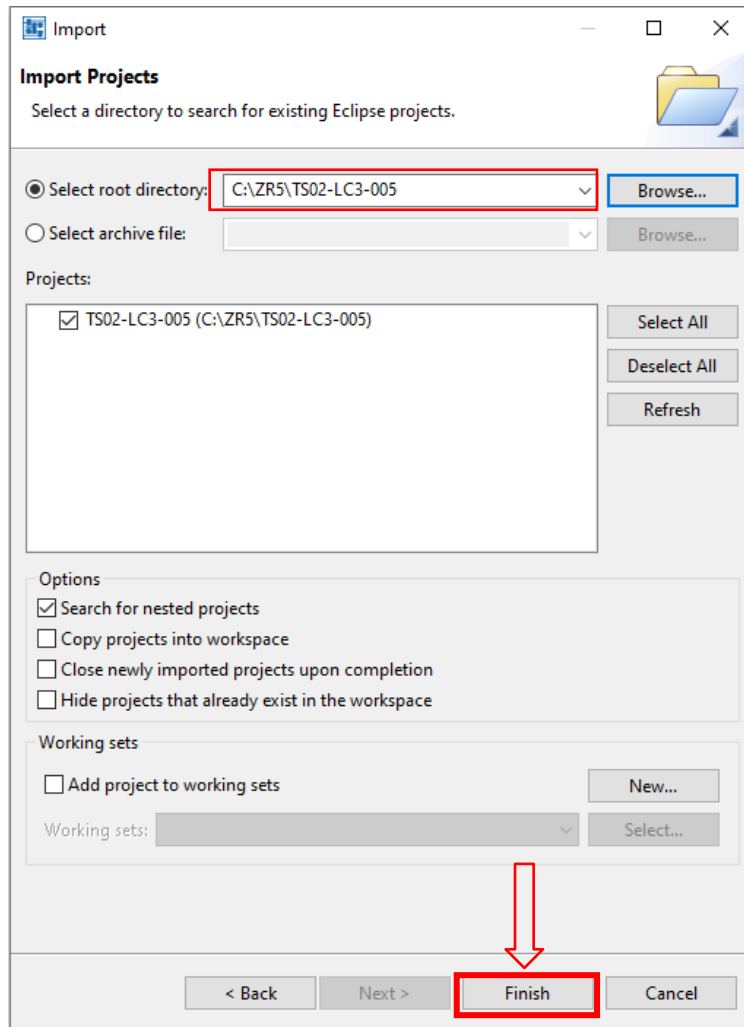 Import
Import Projects
Select a directory to search for existing Eclipse projects.
Select root directory: C:\ZR5\TS02-LC3-005 Browse...
Select archive file: Browse...
Projects:
TS02-LC3-005 (C:\ZR5\TS02-LC3-005)
Select All
Deselect All
Refresh
Options
Search for nested projects
Copy projects into workspace
Close newly imported projects upon completion
Hide projects that already exist in the workspace
Working sets
Add project to working sets New...
Working sets: Select...
< Back Next > Finish Cancel